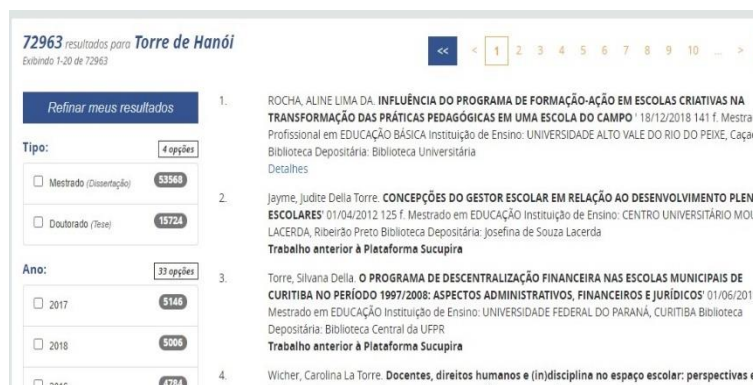 72963 resultados para Torre de Hanói
Exibindo 1-20 de 72963
<< < 1 2 3 4 5 6 7 8 9 10 ... >
Refinar meus resultados
Tipo: 4 opções
Mestrado (Dissertação) 53568
Doutorado (Tese) 15724
Ano: 33 opções
2017 5146
2018 5006
4784
1. ROCHA, ALINE LIMA DA. INFLUÊNCIA DO PROGRAMA DE FORMAÇÃO-AÇÃO EM ESCOLAS CRIATIVAS NA
TRANSFORMAÇÃO DAS PRÁTICAS PEDAGÓGICAS EM UMA ESCOLA DO CAMPO ' 18/12/2018 141 f. Mestra
Profissional em EDUCAÇÃO BÁSICA Instituição de Ensino: UNIVERSIDADE ALTO VALE DO RIO DO PEIXE, Caça
Biblioteca Depositária: Biblioteca Universitária
Detalhes
2. Jayme, Judite Della Torre. CONCEPÇÕES DO GESTOR ESCOLAR EM RELAÇÃO AO DESENVOLVIMENTO PLEN
ESCOLARES' 01/04/2012 125 f. Mestrado em EDUCAÇÃO Instituição de Ensino: CENTRO UNIVERSITÁRIO MOU
LACERDA, Ribeirão Preto Biblioteca Depositária: Josefina de Souza Lacerda
Trabalho anterior à Plataforma Sucupira
3. Torre, Silvana Della. O PROGRAMA DE DESCENTRALIZAÇÃO FINANCEIRA NAS ESCOLAS MUNICIPAIS DE
CURITIBA NO PERÍODO 1997/2008: ASPECTOS ADMINISTRATIVOS, FINANCEIROS E JURÍDICOS' 01/06/201
Mestrado em EDUCAÇÃO Instituição de Ensino: UNIVERSIDADE FEDERAL DO PARANÁ, CURITIBA Biblioteca
Depositária: Biblioteca Central da UFPR
Trabalho anterior à Plataforma Sucupira
4. Wicher, Carolina La Torre. Docentes, direitos humanos e (in)disciplina no espaço escolar: perspectivas